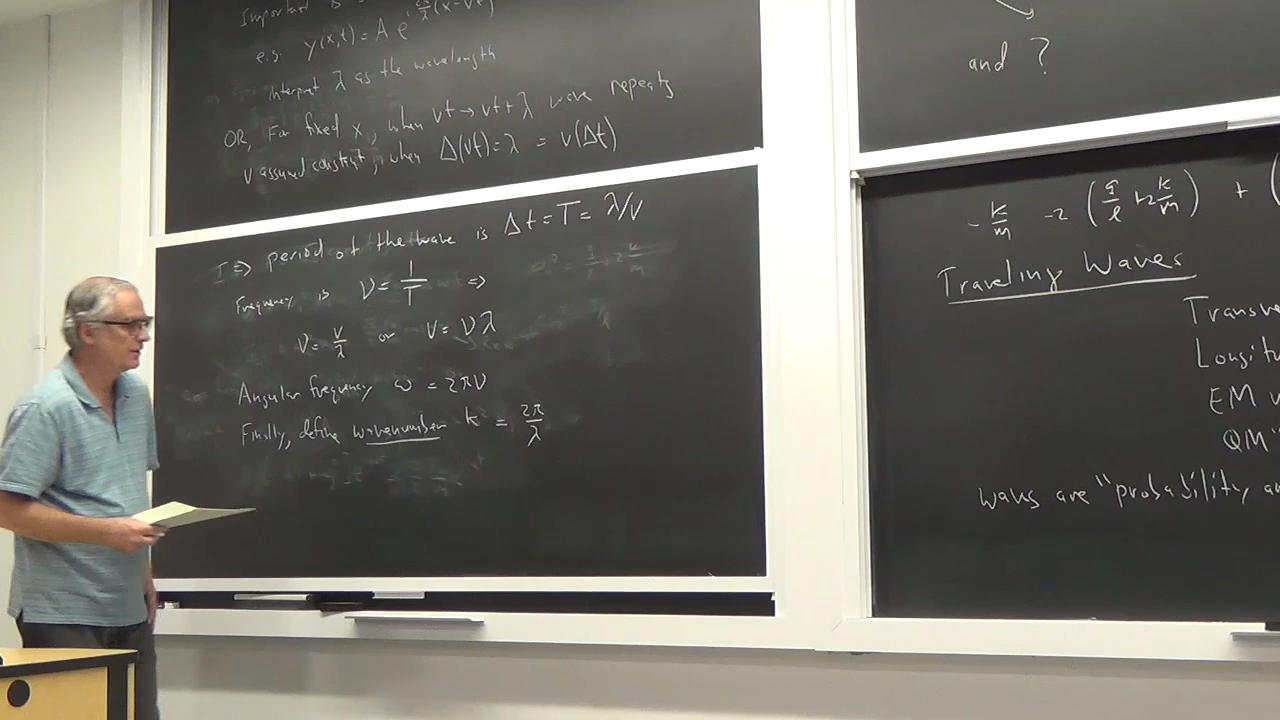 Important is
e.g. y(x,t) = A e^{i 2π/λ (x-vt)}
interpret λ as the wavelength
OR, For fixed x, when vt → vt + λ wave repeats
v assumed constant, when Δ(vt) = λ = v(Δt)
⇒ period of the wave is Δt = T = λ/v
Frequency is ν = 1/T ⇒
ν = v/λ or v = νλ
Angular frequency ω = 2πν
Finally, define wavenumber k = 2π/λ
and ?
- k/m -2 (g/l + 2 k/m) + (
Traveling Waves
Transve
Longitu
EM
QM
waves are "probability